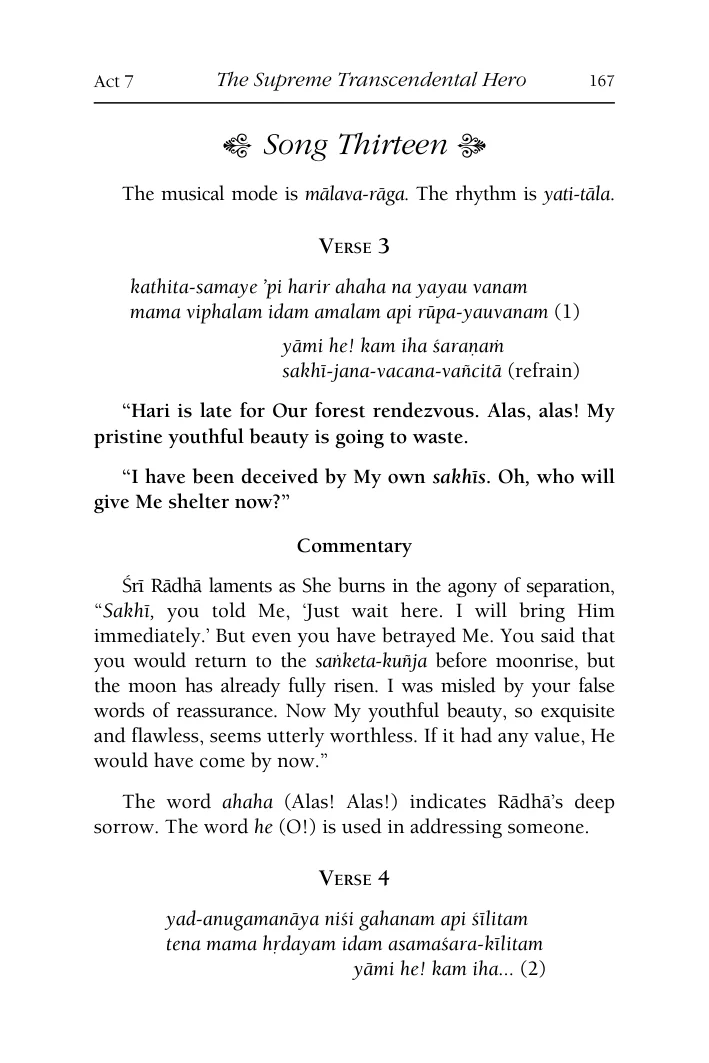 Act 7 The Supreme Transcendental Hero 167
Song Thirteen
The musical mode is mālava-rāga. The rhythm is yati-tāla.
Verse 3
kathita-samaye ’pi harir ahaha na yayau vanam
mama viphalam idam amalam api rūpa-yauvanam (1)
yāmi he! kam iha śaraṇaṁ
sakhī-jana-vacana-vañcitā (refrain)
“Hari is late for Our forest rendezvous. Alas, alas! My
pristine youthful beauty is going to waste.
“I have been deceived by My own sakhīs. Oh, who will
give Me shelter now?”
Commentary
Śrī Rādhā laments as She burns in the agony of separation,
“Sakhī, you told Me, ‘Just wait here. I will bring Him
immediately.’ But even you have betrayed Me. You said that
you would return to the saṅketa-kuñja before moonrise, but
the moon has already fully risen. I was misled by your false
words of reassurance. Now My youthful beauty, so exquisite
and flawless, seems utterly worthless. If it had any value, He
would have come by now.”
The word ahaha (Alas! Alas!) indicates Rādhā’s deep
sorrow. The word he (O!) is used in addressing someone.
Verse 4
yad-anugamanāya niśi gahanam api śīlitam
tena mama hṛdayam idam asamaśara-kīlitam
yāmi he! kam iha... (2)